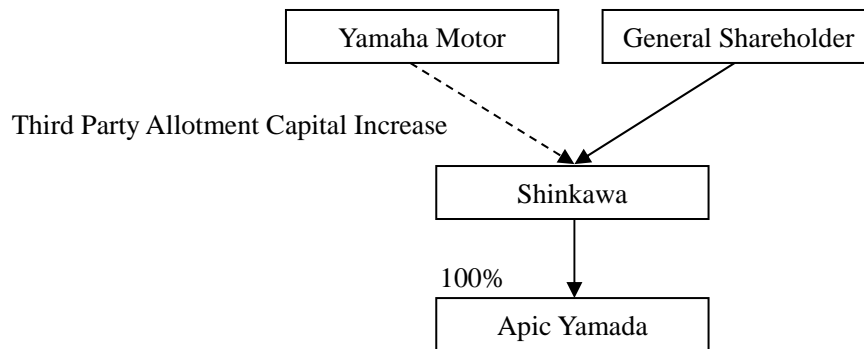 Yamaha Motor
General Shareholder
Third Party Allotment Capital Increase
Shinkawa
100%
Apic Yamada